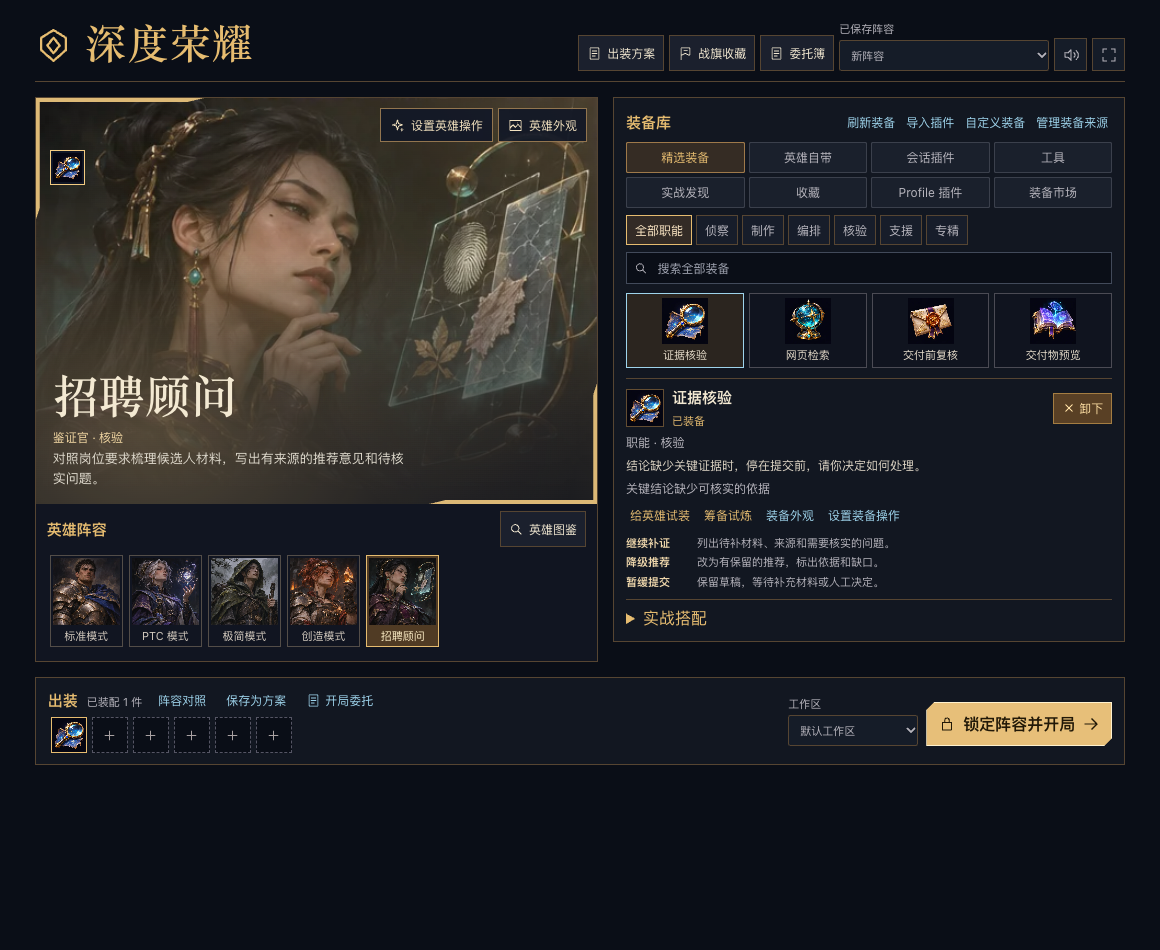 深度荣耀
出装方案
战旗收藏
委托簿
已保存阵容
新阵容
设置英雄操作
英雄外观
招聘顾问
鉴证官 · 核验
对照岗位要求梳理候选人材料，写出有来源的推荐意见和待核
实问题。
英雄阵容
英雄图鉴
标准模式
PTC 模式
极简模式
创造模式
招聘顾问
装备库
刷新装备 导入插件 自定义装备 管理装备来源
精选装备 英雄自带 会话插件 工具
实战发现 收藏 Profile 插件 装备市场
全部职能 侦察 制作 编排 核验 支援 专精
搜索全部装备
证据核验 网页检索 交付前复核 交付物预览
证据核验
已装备
卸下
职能 · 核验
结论缺少关键证据时，停在提交前，请你决定如何处理。
关键结论缺少可核实的依据
给英雄试装 筹备试炼 装备外观 设置装备操作
继续补证 列出待补材料、来源和需要核实的问题。
降级推荐 改为有保留的推荐，标出依据和缺口。
暂缓提交 保留草稿，等待补充材料或人工决定。
实战搭配
出装 已装配 1 件 阵容对照 保存为方案 开局委托
工作区
默认工作区
锁定阵容并开局